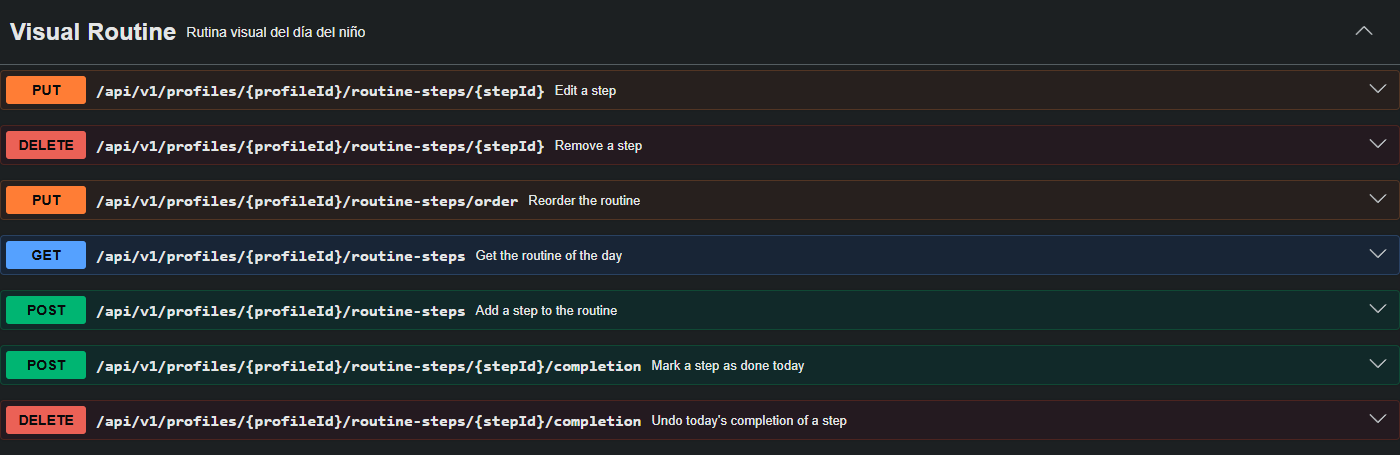 Visual Routine Rutina visual del día del niño
PUT /api/v1/profiles/{profileId}/routine-steps/{stepId} Edit a step
DELETE /api/v1/profiles/{profileId}/routine-steps/{stepId} Remove a step
PUT /api/v1/profiles/{profileId}/routine-steps/order Reorder the routine
GET /api/v1/profiles/{profileId}/routine-steps Get the routine of the day
POST /api/v1/profiles/{profileId}/routine-steps Add a step to the routine
POST /api/v1/profiles/{profileId}/routine-steps/{stepId}/completion Mark a step as done today
DELETE /api/v1/profiles/{profileId}/routine-steps/{stepId}/completion Undo today's completion of a step